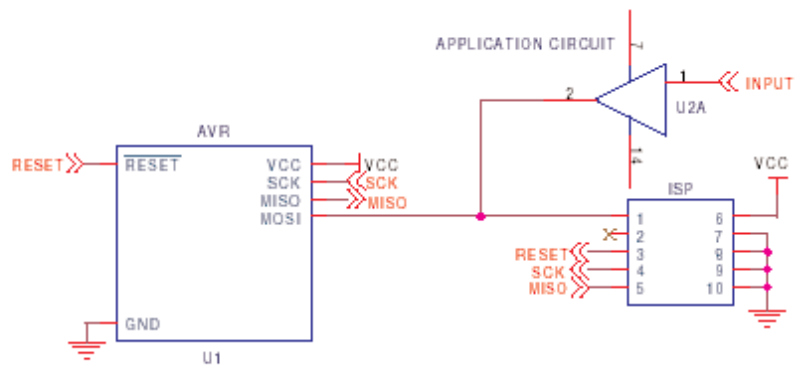 APPLICATION CIRCUIT
7
1
INPUT
2
U2A
14
AVR
RESET
RESET
VCC
VCC
SCK
SCK
MISO
MISO
MOSI
GND
U1
VCC
ISP
1
6
2
7
RESET
3
8
SCK
4
9
MISO
5
10